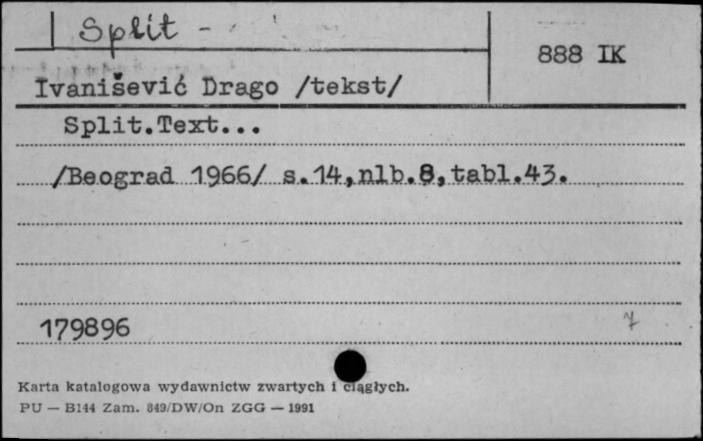 Split -
888 IK
Ivanišević Drago /tekst/
Split.Text...
/Beograd 1966/ s.14,nlb.8,tabl.43.
179896
Karta katalogowa wydawnictw zwartych i ciągłych.
PU — B144 Zam. 849/DW/On ZGG — 1991